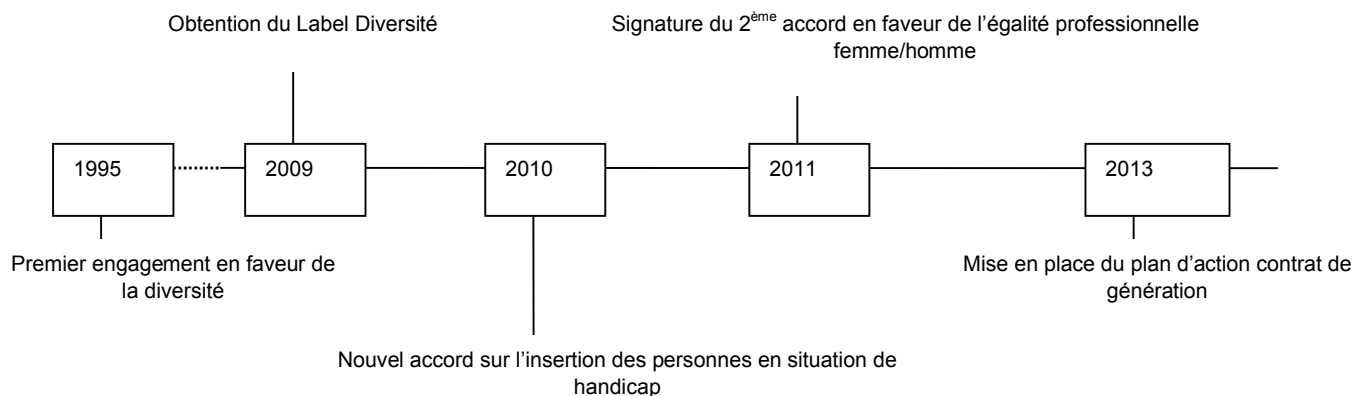 Obtention du Label Diversité
Signature du 2ème accord en faveur de l’égalité professionnelle
femme/homme
1995
2009
2010
2011
2013
Premier engagement en faveur de
la diversité
Mise en place du plan d’action contrat de
génération
Nouvel accord sur l’insertion des personnes en situation de
handicap